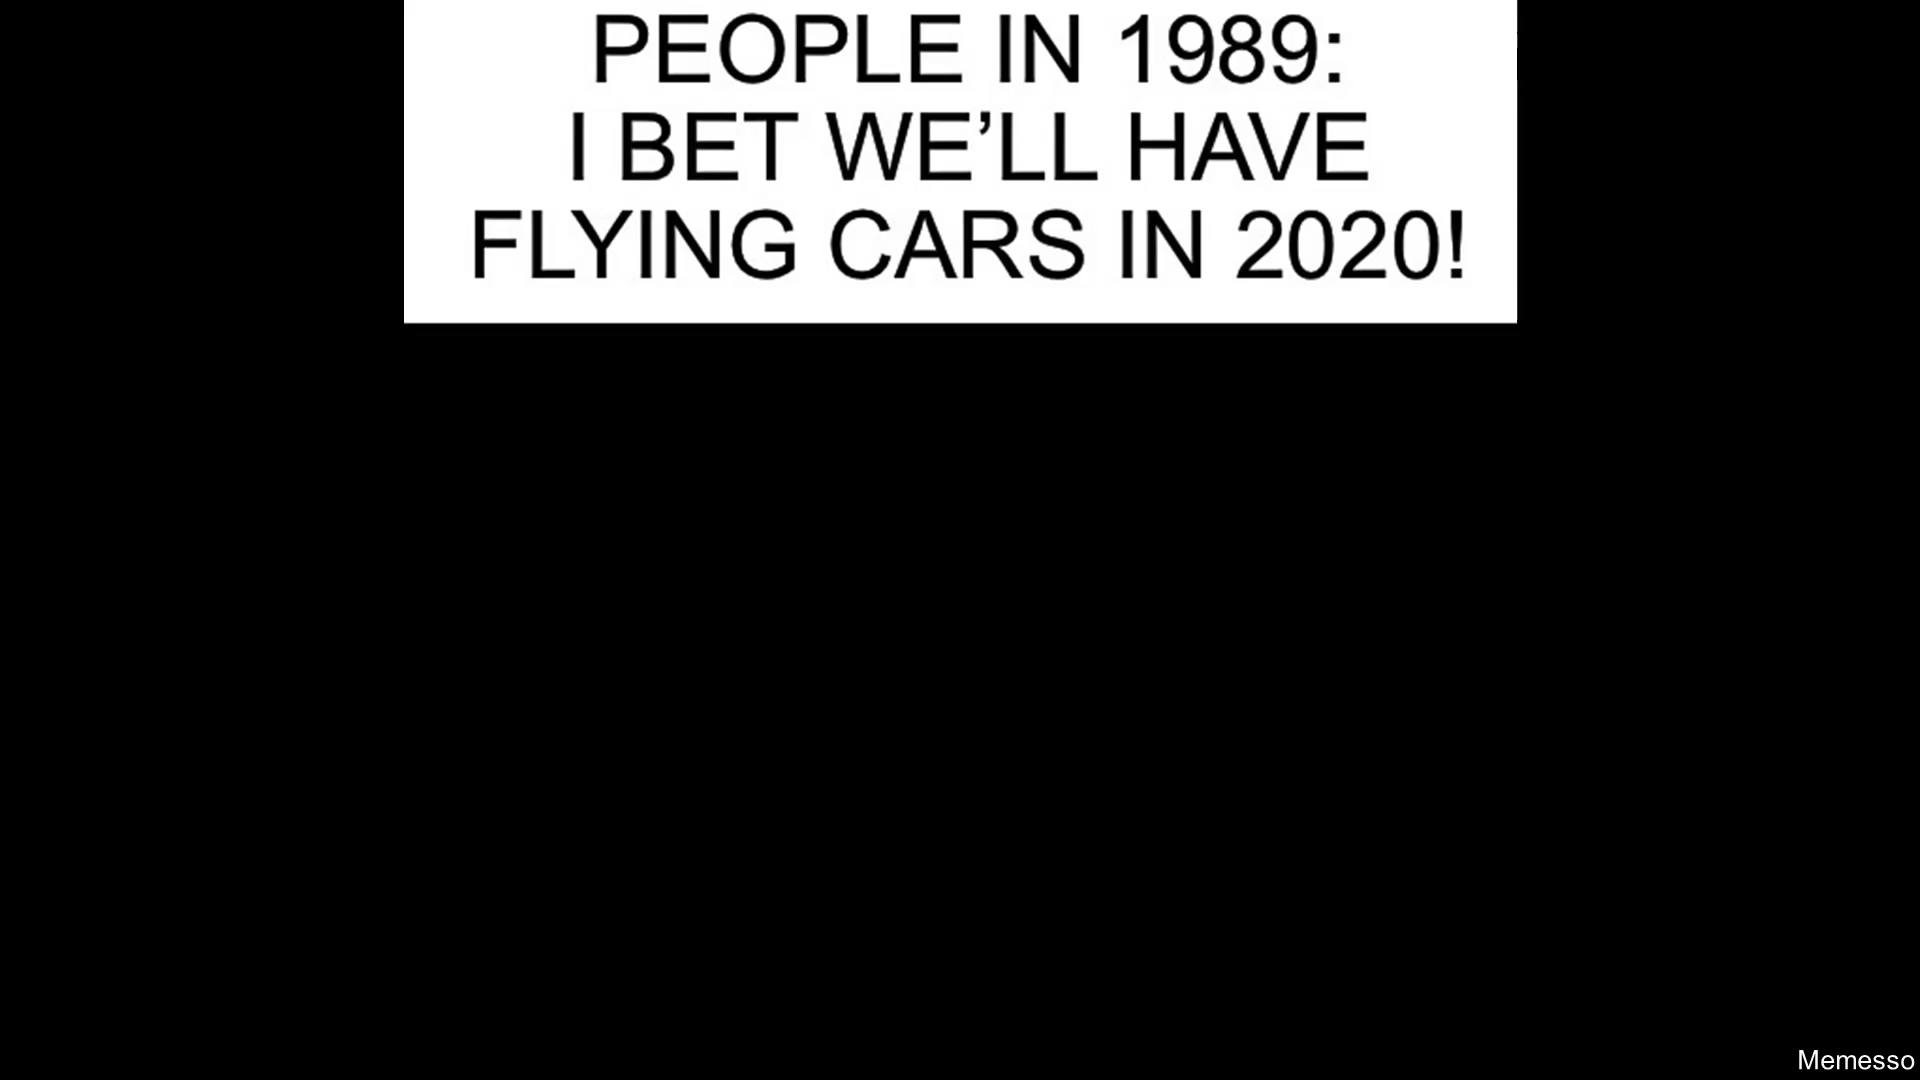 PEOPLE IN 1989:
I BET WE’LL HAVE
FLYING CARS IN 2020!
Memesso